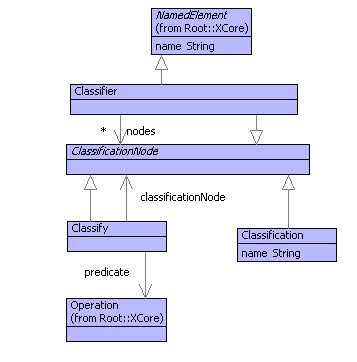 NamedElement
(from Root::XCore)
name String
Classifier
* nodes
ClassificationNode
classificationNode
Classify
Classification
name String
predicate
Operation
(from Root::XCore)